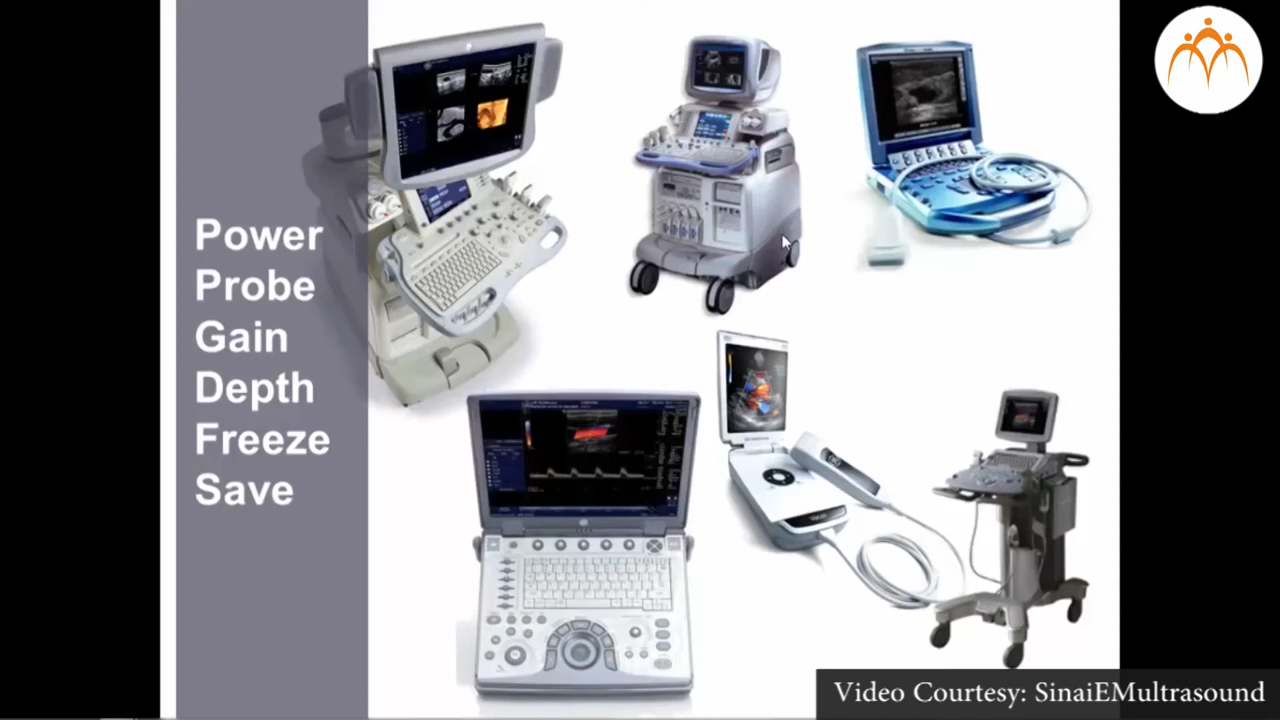 Power
Probe
Gain
Depth
Freeze
Save
Video Courtesy: SinaiEMultrasound